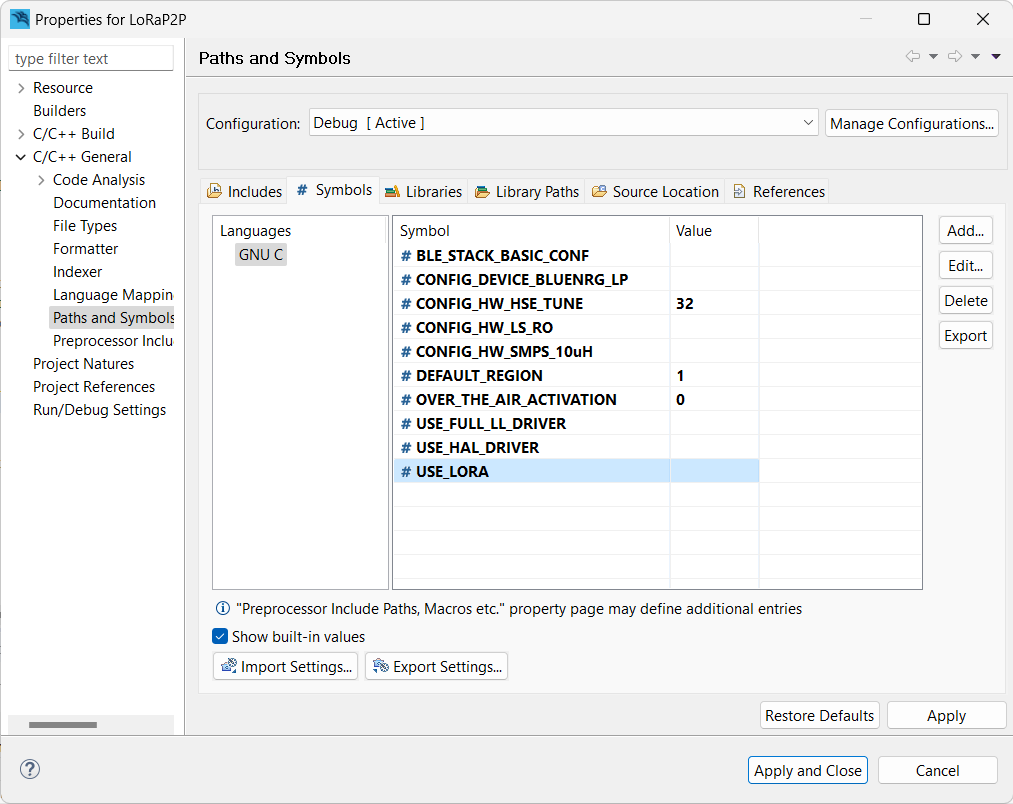 Properties for LoRaP2P
type filter text
Paths and Symbols
Resource
Builders
C/C++ Build
C/C++ General
Code Analysis
Documentation
File Types
Formatter
Indexer
Language Mappin
Paths and Symbols
Preprocessor Inclu
Project Natures
Project References
Run/Debug Settings
Configuration: Debug [ Active ] Manage Configurations...
Includes # Symbols Libraries Library Paths Source Location References
Languages
GNU C
Symbol Value
# BLE_STACK_BASIC_CONF
# CONFIG_DEVICE_BLUENRG_LP
# CONFIG_HW_HSE_TUNE 32
# CONFIG_HW_LS_RO
# CONFIG_HW_SMPS_10uH
# DEFAULT_REGION 1
# OVER_THE_AIR_ACTIVATION 0
# USE_FULL_LL_DRIVER
# USE_HAL_DRIVER
# USE_LORA
Add...
Edit...
Delete
Export
"Preprocessor Include Paths, Macros etc." property page may define additional entries
Show built-in values
Import Settings... Export Settings...
Restore Defaults Apply
? Apply and Close Cancel